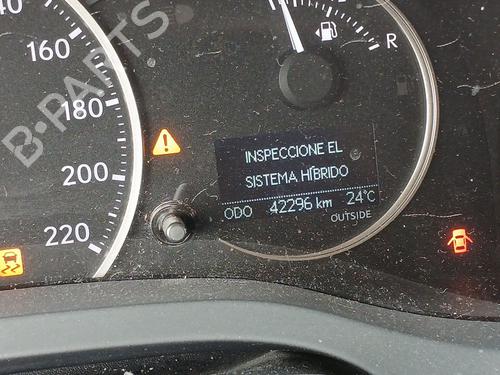 160
180
200
220
R
INSPECCIONE EL
SISTEMA HÍBRIDO
ODO 42296 km 24°C
OUTSIDE
B-PARTS